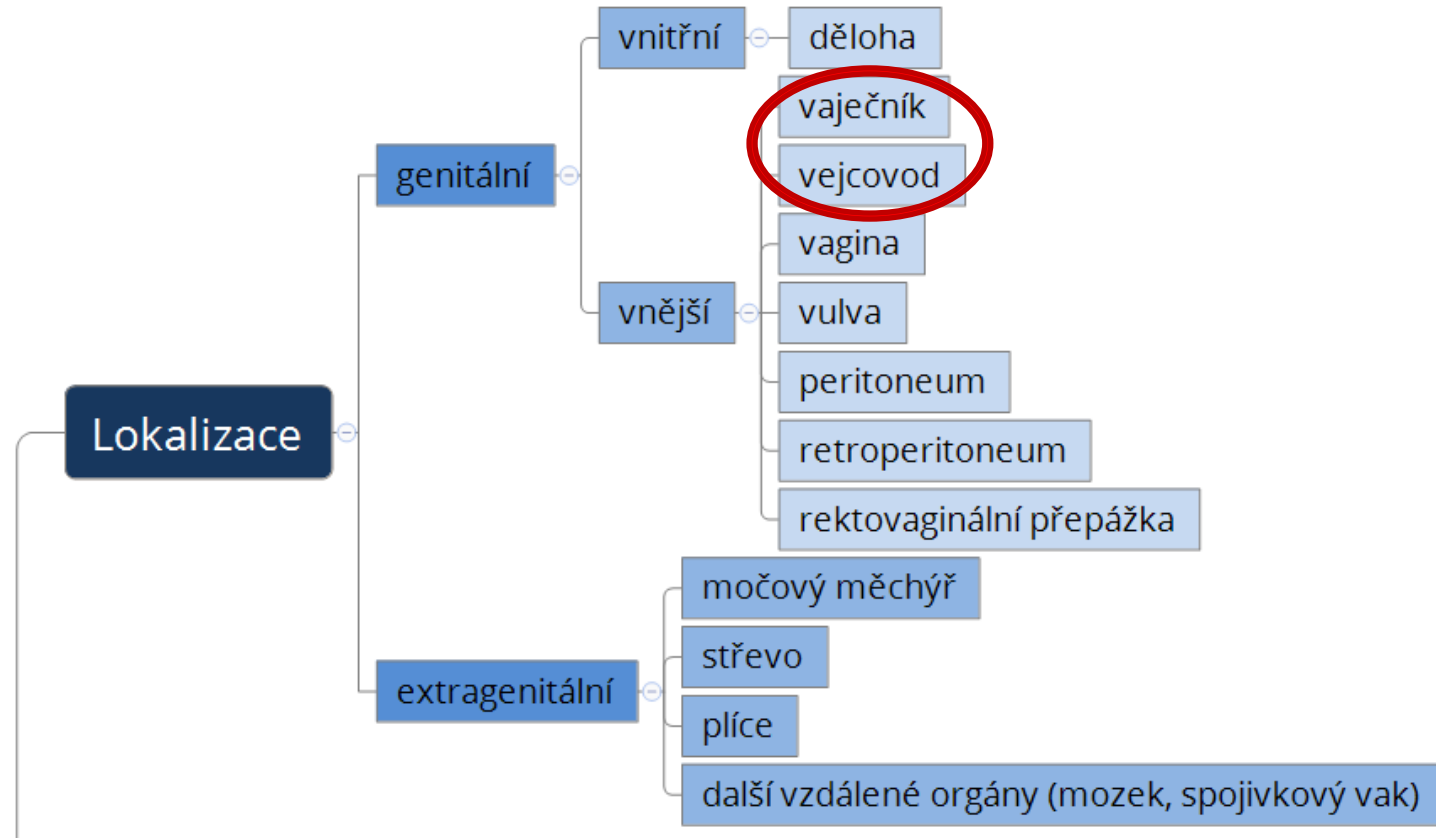 Lokalizace
genitální
vnitřní
děloha
vnější
vaječník
vejcovod
vagina
vulva
peritoneum
retroperitoneum
rektovaginální přepážka
extragenitální
močový měchýř
střevo
plíce
další vzdálené orgány (mozek, spojivkový vak)